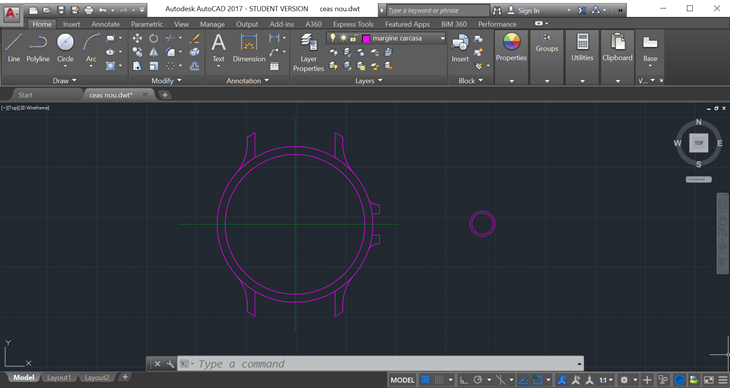 Autodesk AutoCAD 2017 - STUDENT VERSION ceas nou.dwt
Type a keyword or phrase
Sign In
Home Insert Annotate Parametric View Manage Output Add-ins A360 Express Tools Featured Apps BIM 360 Performance
margine carcasa
Line Polyline Circle Arc
Text Dimension
Layer Properties
Insert
Properties
Groups
Utilities
Clipboard
Base
Draw Modify Annotation Layers Block
Start ceas nou.dwt*
[−][Top][2D Wireframe]
N
W TOP E
S
Y
X
Type a command
Model Layout1 Layout2
MODEL
1:1